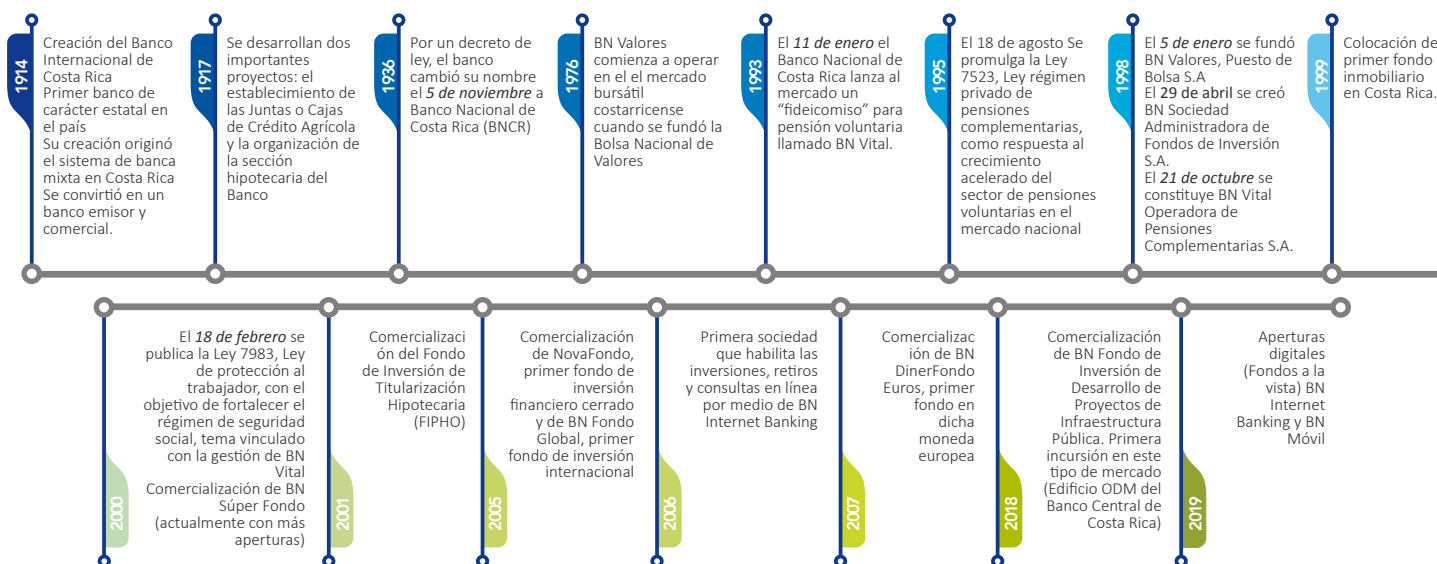 1914
Creación del Banco
Internacional de
Costa Rica
Primer banco de
carácter estatal en
el país
Su creación originó
el sistema de banca
mixta en Costa Rica
Se convirtió en un
banco emisor y
comercial.
1917
Se desarrollan dos
importantes
proyectos: el
establecimiento de
las Juntas o Cajas
de Crédito Agrícola
y la organización de
la sección
hipotecaria del
Banco
1936
Por un decreto de
ley, el banco
cambió su nombre
el 5 de noviembre a
Banco Nacional de
Costa Rica (BNCR)
1976
BN Valores
comienza a operar
en el el mercado
bursátil
costarricense
cuando se fundó la
Bolsa Nacional de
Valores
1993
El 11 de enero el
Banco Nacional de
Costa Rica lanza al
mercado un
“fideicomiso” para
pensión voluntaria
llamado BN Vital.
1995
El 18 de agosto Se
promulga la Ley
7523, Ley régimen
privado de
pensiones
complementarias,
como respuesta al
crecimiento
acelerado del
sector de pensiones
voluntarias en el
mercado nacional
1998
El 5 de enero se fundó
BN Valores, Puesto de
Bolsa S.A
El 29 de abril se creó
BN Sociedad
Administradora de
Fondos de Inversión
S.A.
El 21 de octubre se
constituye BN Vital
Operadora de
Pensiones
Complementarias S.A.
1999
Colocación de
primer fondo
inmobiliario
en Costa Rica.
2000
El 18 de febrero se
publica la Ley 7983, Ley
de protección al
trabajador, con el
objetivo de fortalecer el
régimen de seguridad
social, tema vinculado
con la gestión de BN
Vital
Comercialización de BN
Súper Fondo
(actualmente con más
aperturas)
2001
Comercializaci
ón del Fondo
de Inversión de
Titularización
Hipotecaria
(FIPHO)
2005
Comercialización
de NovaFondo,
primer fondo de
inversión
financiero cerrado
y de BN Fondo
Global, primer
fondo de inversión
internacional
2006
Primera sociedad
que habilita las
inversiones, retiros
y consultas en línea
por medio de BN
Internet Banking
2007
Comercializac
ión de BN
DinerFondo
Euros, primer
fondo en
dicha
moneda
europea
2018
Comercialización
de BN Fondo de
Inversión de
Desarrollo de
Proyectos de
Infraestructura
Pública. Primera
incursión en este
tipo de mercado
(Edificio ODM del
Banco Central de
Costa Rica)
2019
Aperturas
digitales
(Fondos a la
vista) BN
Internet
Banking y BN
Móvil